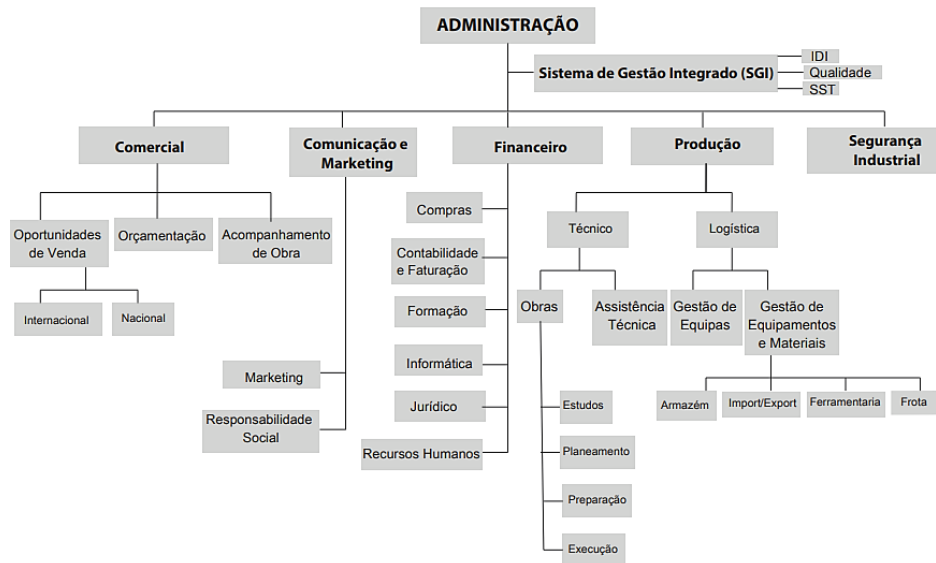 ADMINISTRAÇÃO
Sistema de Gestão Integrado (SGI)
IDI
Qualidade
SST
Comercial
Comunicação e
Marketing
Financeiro
Produção
Segurança
Industrial
Oportunidades
de Venda
Orçamentação
Acompanhamento
de Obra
Internacional
Nacional
Marketing
Responsabilidade
Social
Compras
Contabilidade
e Faturação
Formação
Informática
Jurídico
Recursos Humanos
Técnico
Logística
Obras
Assistência
Técnica
Gestão de
Equipas
Gestão de
Equipamentos
e Materiais
Estudos
Planeamento
Preparação
Execução
Armazém
Import/Export
Ferramentaria
Frota